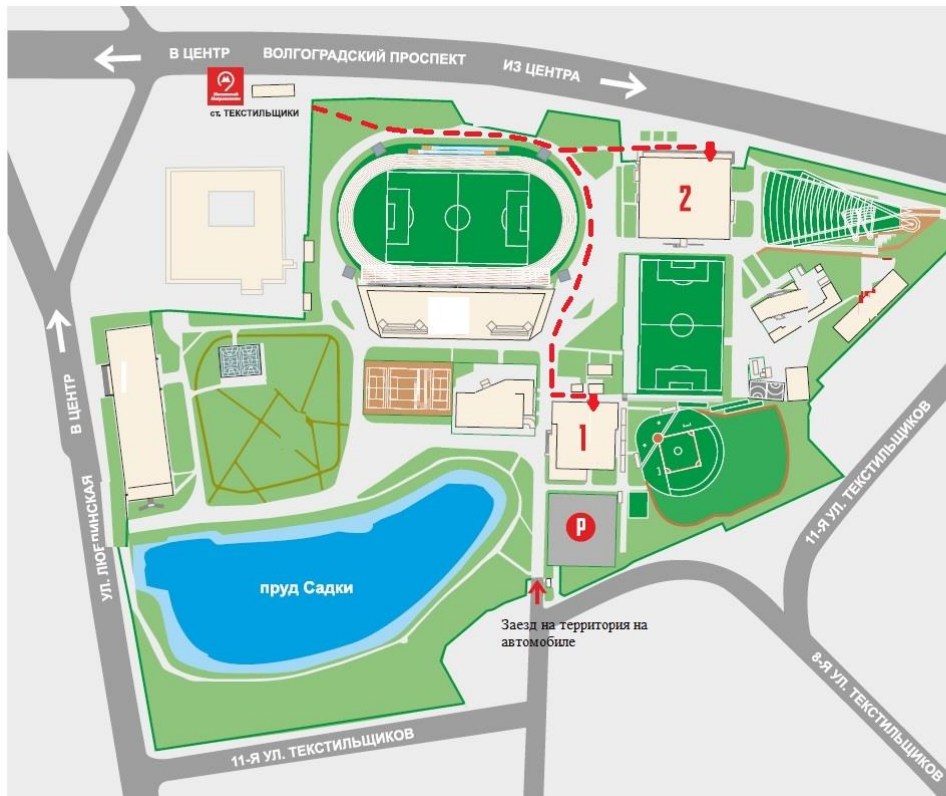 В ЦЕНТР
ВОЛГОГРАДСКИЙ ПРОСПЕКТ
ИЗ ЦЕНТРА
ст. ТЕКСТИЛЬЩИКИ
2
1
P
В ЦЕНТР
УЛ. ЛЮБЛИНСКАЯ
пруд Садки
11-Я УЛ. ТЕКСТИЛЬЩИКОВ
Заезд на территория на
автомобиле
8-Я УЛ. ТЕКСТИЛЬЩИКОВ
11-Я УЛ. ТЕКСТИЛЬЩИКОВ